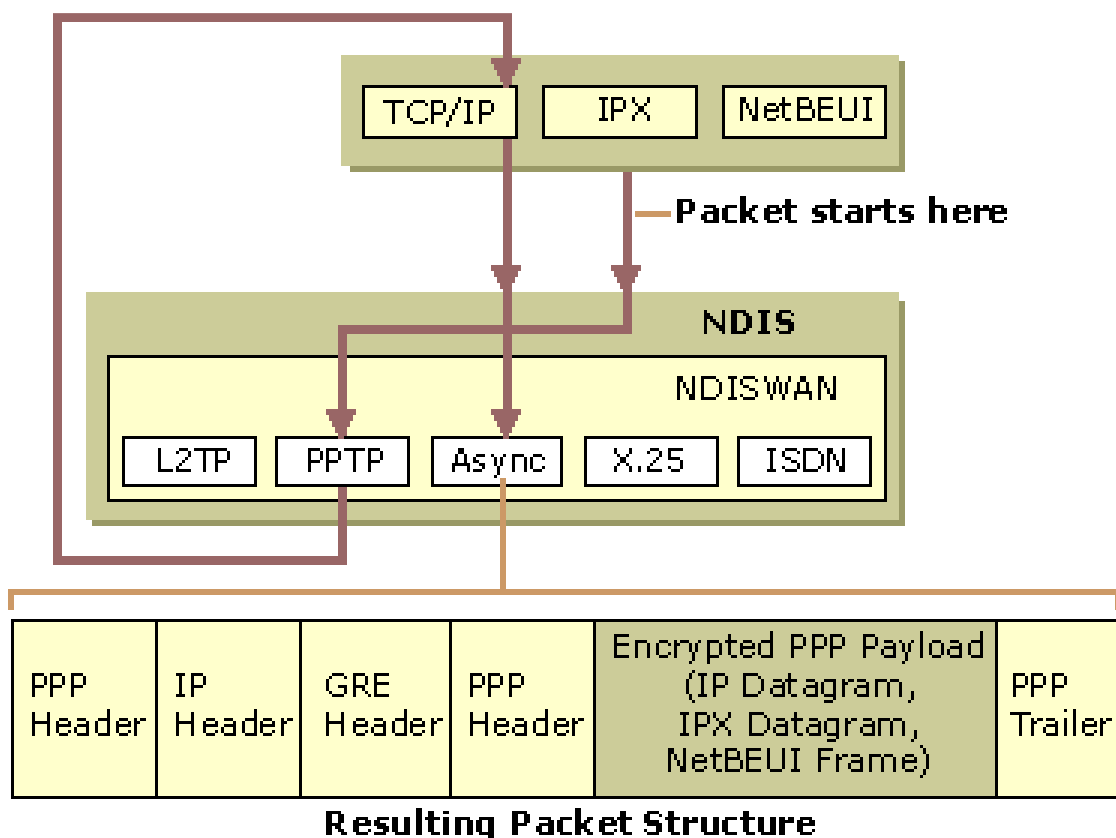 TCP/IP
IPX
NetBEUI
Packet starts here
NDIS
NDISWAN
L2TP
PPTP
Async
X.25
ISDN
PPP
Header
IP
Header
GRE
Header
PPP
Header
Encrypted PPP Payload
(IP Datagram,
IPX Datagram,
NetBEUI Frame)
PPP
Trailer
Resulting Packet Structure